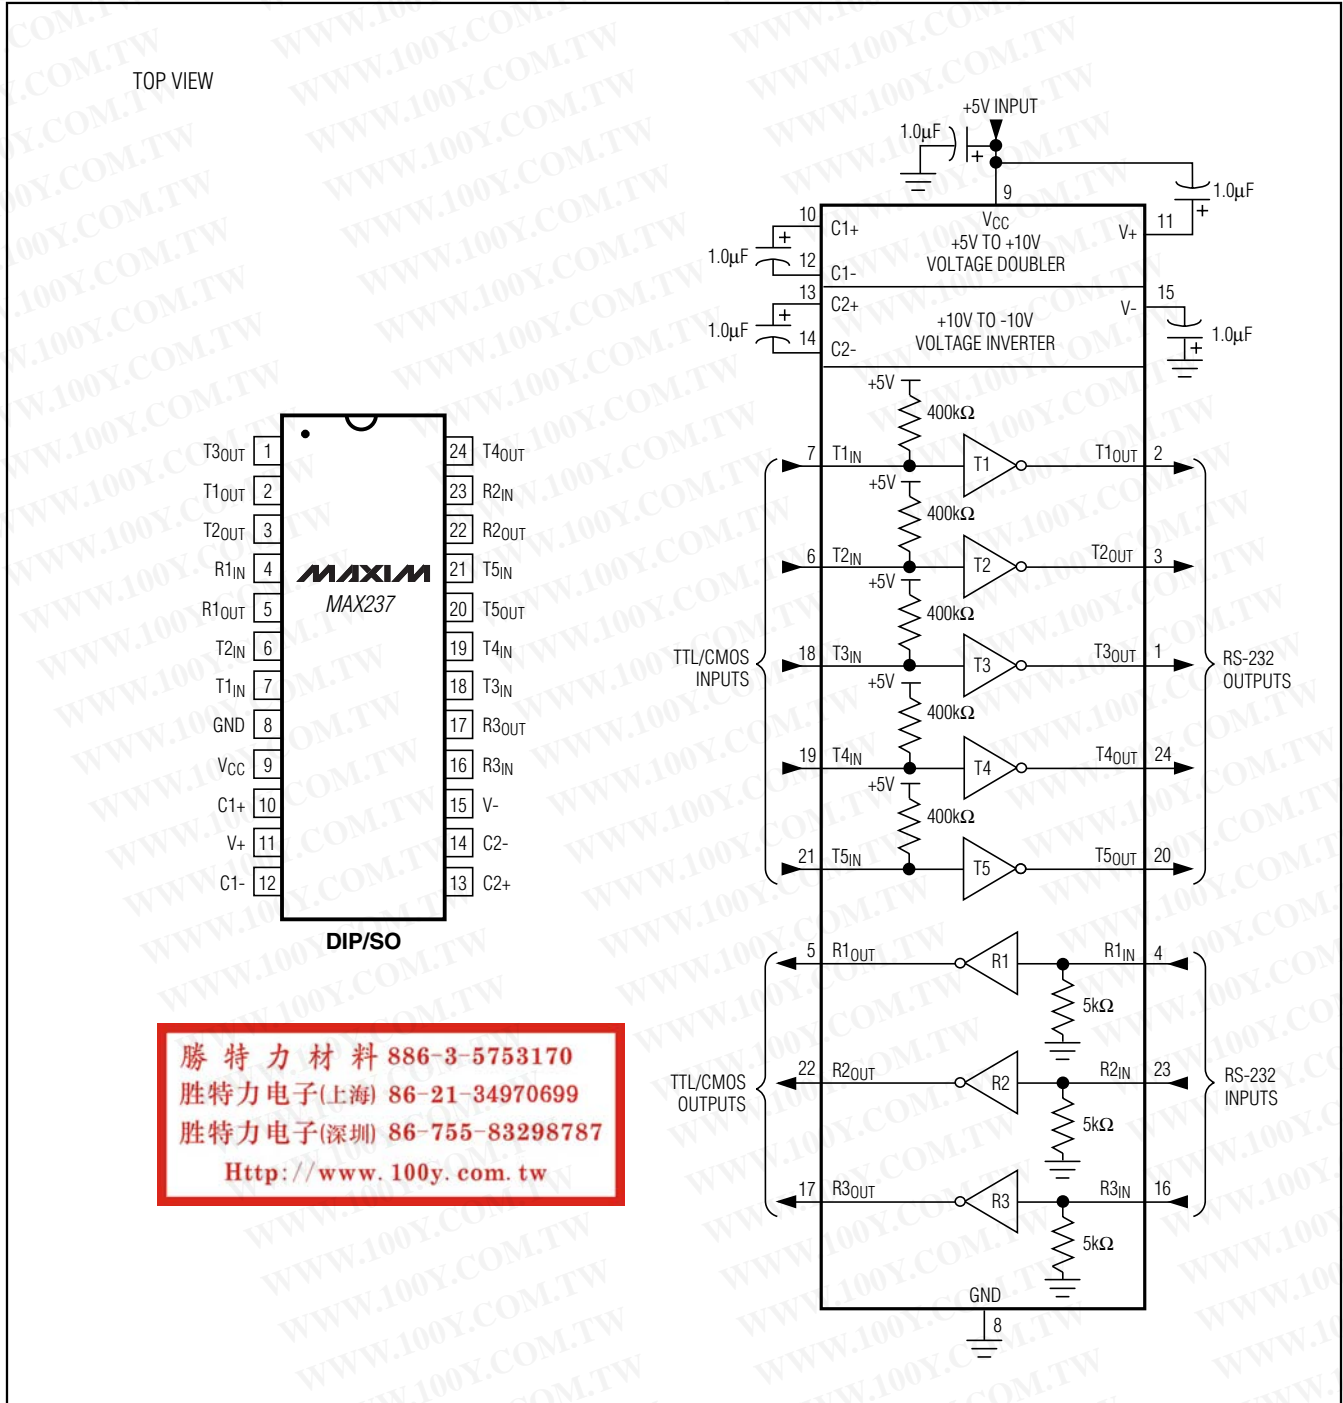 TOP VIEW
T3OUT 1
T1OUT 2
T2OUT 3
R1IN 4
R1OUT 5
T2IN 6
T1IN 7
GND 8
VCC 9
C1+ 10
V+ 11
C1- 12
24 T4OUT
23 R2IN
22 R2OUT
21 T5IN
20 T5OUT
19 T4IN
18 T3IN
17 R3OUT
16 R3IN
15 V-
14 C2-
13 C2+
MAXIM
MAX237
DIP/SO
勝特力材料 886-3-5753170
胜特力电子(上海) 86-21-34970699
胜特力电子(深圳) 86-755-83298787
Http://www.100y.com.tw
+5V INPUT
1.0µF +
9
1.0µF +
10 C1+
VCC
+5V TO +10V
VOLTAGE DOUBLER
V+ 11
1.0µF +
12 C1-
13 C2+
+10V TO -10V
VOLTAGE INVERTER
V- 15
1.0µF +
14 C2-
1.0µF +
+5V
400kΩ
7 T1IN T1 T1OUT 2
+5V
400kΩ
6 T2IN T2 T2OUT 3
+5V
400kΩ
TTL/CMOS
INPUTS
18 T3IN T3 T3OUT 1
RS-232
OUTPUTS
+5V
400kΩ
19 T4IN T4 T4OUT 24
+5V
400kΩ
21 T5IN T5 T5OUT 20
5 R1OUT R1 R1IN 4
5kΩ
TTL/CMOS
OUTPUTS
22 R2OUT R2 R2IN 23
RS-232
INPUTS
5kΩ
17 R3OUT R3 R3IN 16
5kΩ
GND
8
WWW.100Y.COM.TW